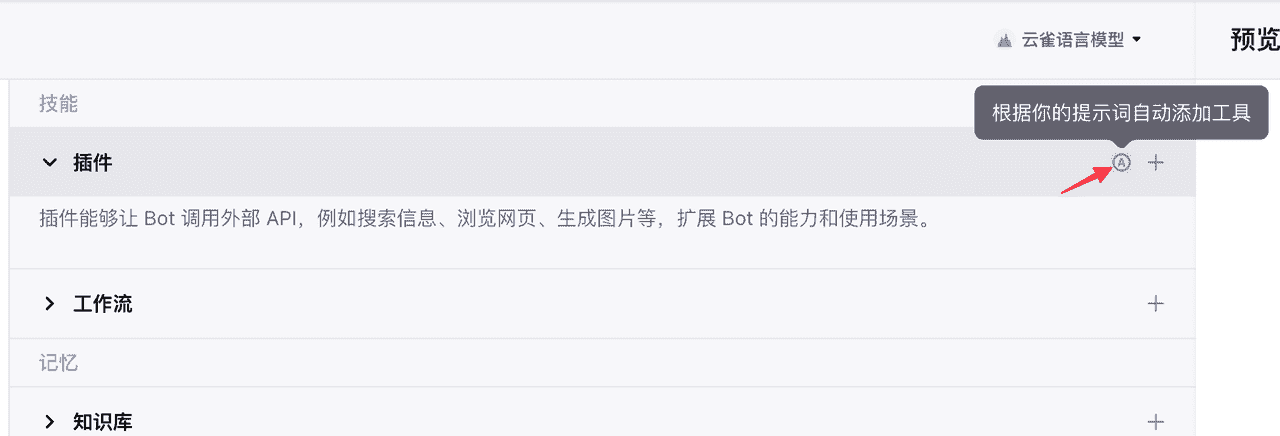 云雀语言模型
预览
技能
根据你的提示词自动添加工具
插件
A
插件能够让 Bot 调用外部 API，例如搜索信息、浏览网页、生成图片等，扩展 Bot 的能力和使用场景。
工作流
记忆
知识库